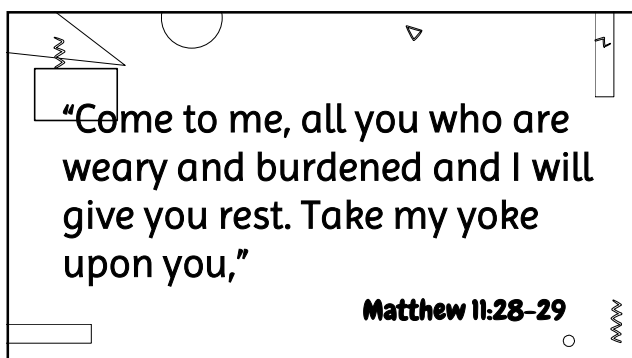 “Come to me, all you who are
weary and burdened and I will
give you rest. Take my yoke
upon you,”
Matthew 11:28-29